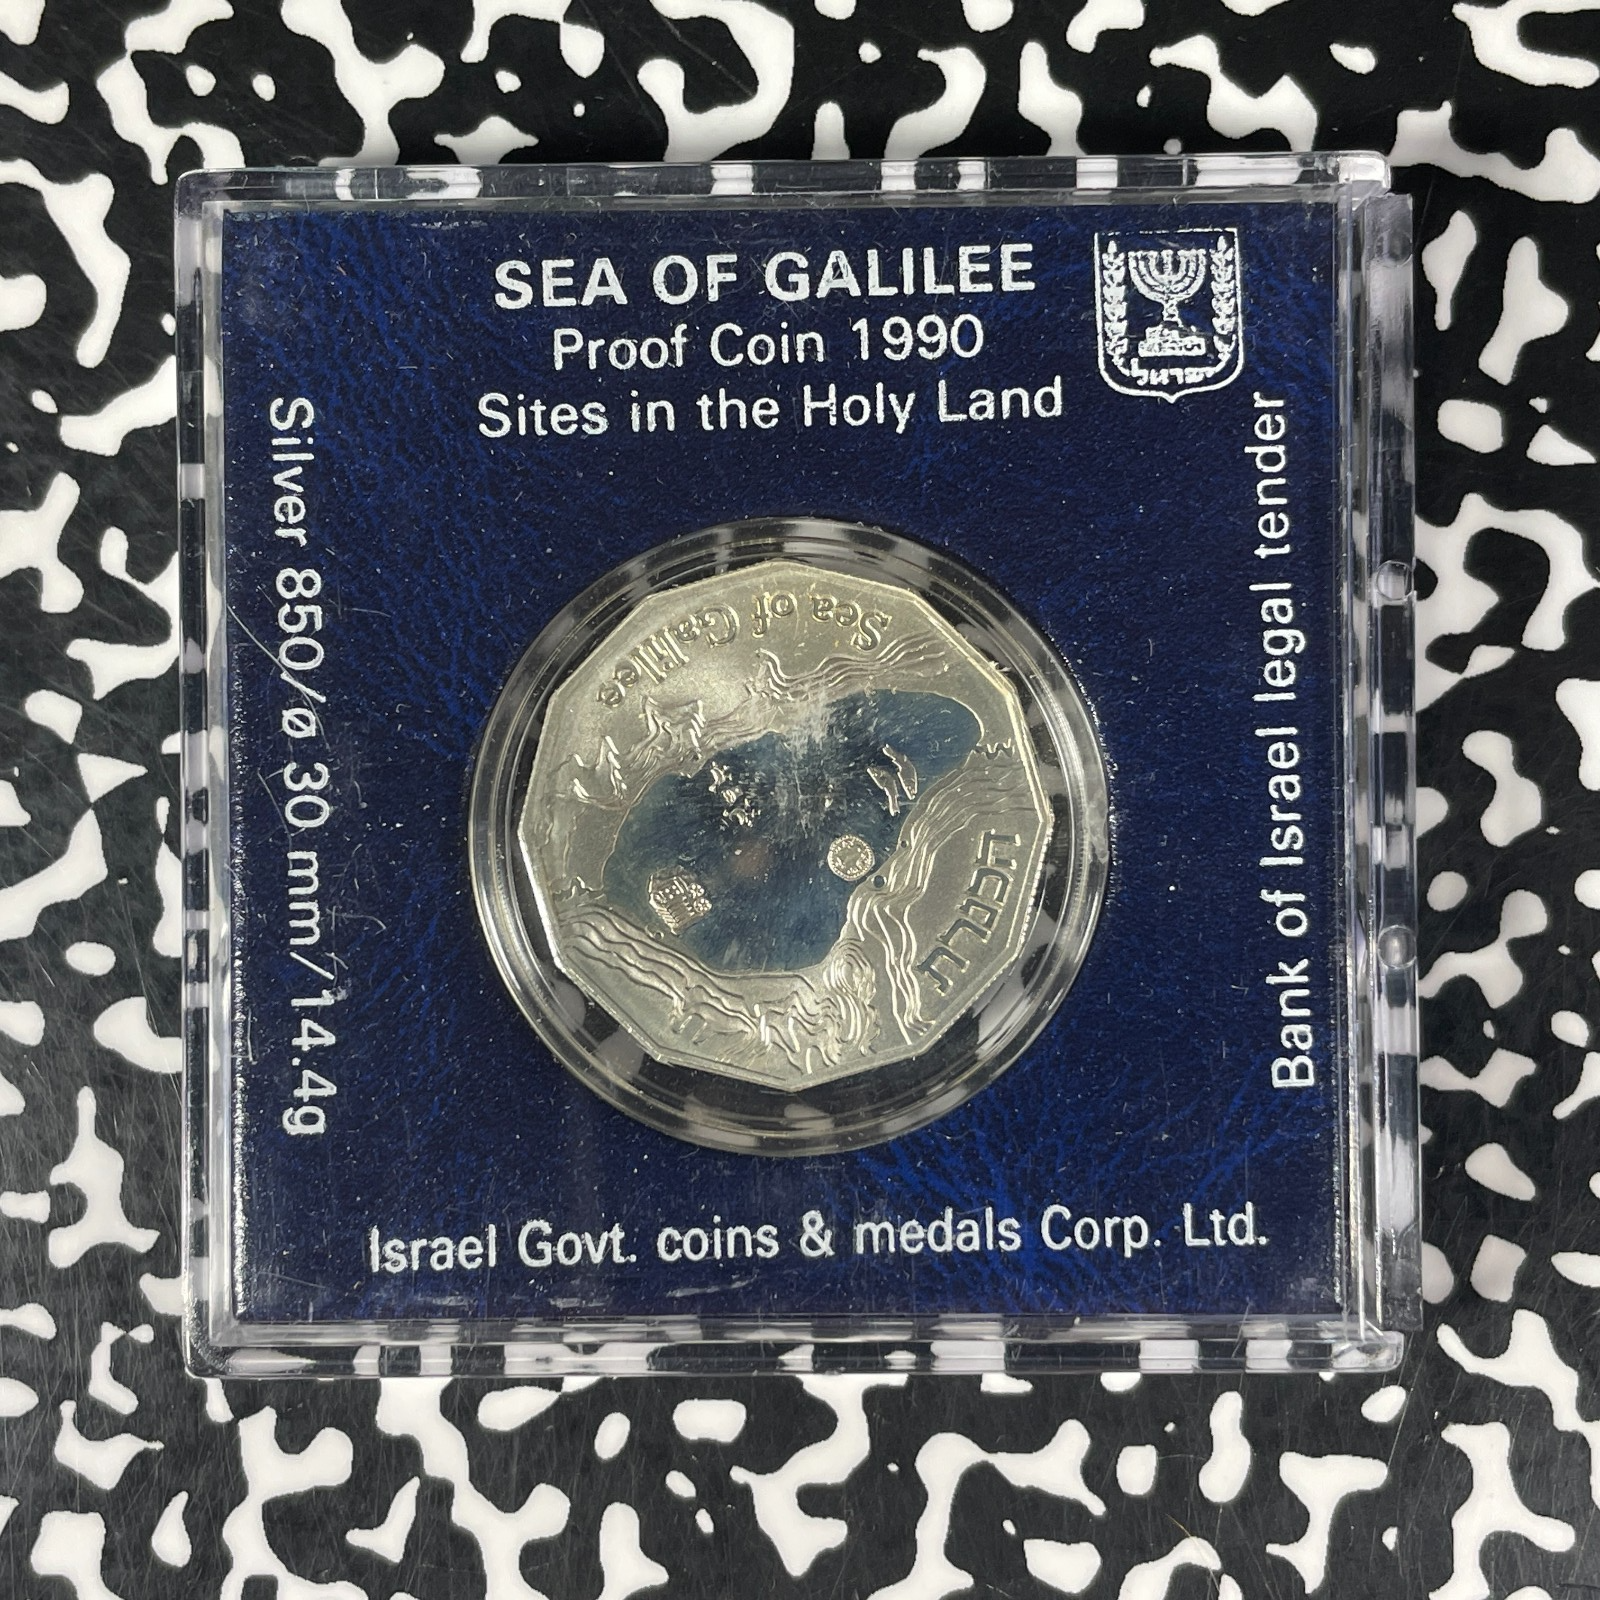 SEA OF GALILEE
Proof Coin 1990
Sites in the Holy Land
ישראל
Silver 850/ø 30 mm/14.4g
Bank of Israel legal tender
Sea of Galilee
הכנרת
Israel Govt. coins & medals Corp. Ltd.